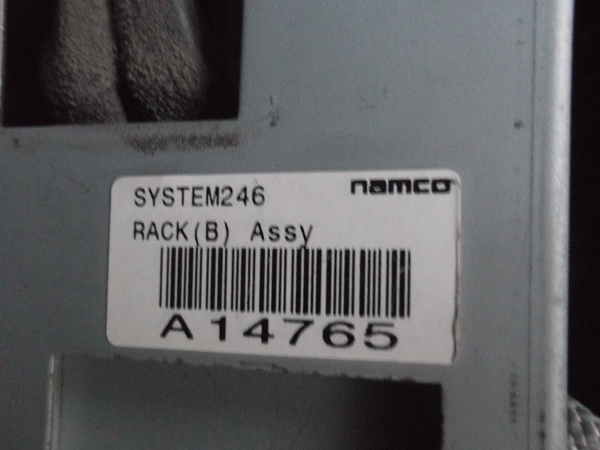 SYSTEM246 namco
RACK(B) Assy
A14765